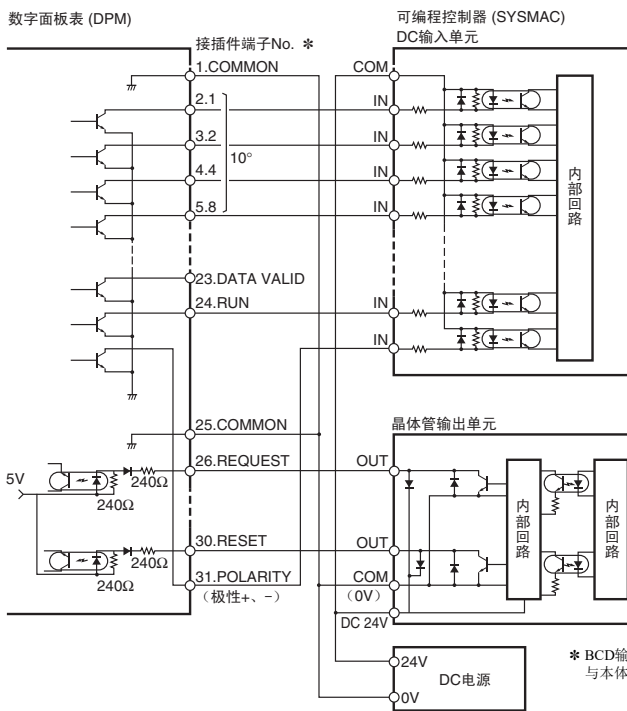 数字面板表 (DPM)
接插件端子No. *
可编程控制器 (SYSMAC)
DC输入单元
1.COMMON
COM
2.1
IN
3.2
IN
10°
4.4
IN
5.8
IN
内部回路
23.DATA VALID
24.RUN
IN
IN
25.COMMON
晶体管输出单元
26.REQUEST
OUT
5V
240Ω
240Ω
内部回路
内部回路
30.RESET
OUT
240Ω
240Ω
31.POLARITY
(极性+、-)
COM
(0V)
DC 24V
* BCD输
与本体
24V
DC电源
0V